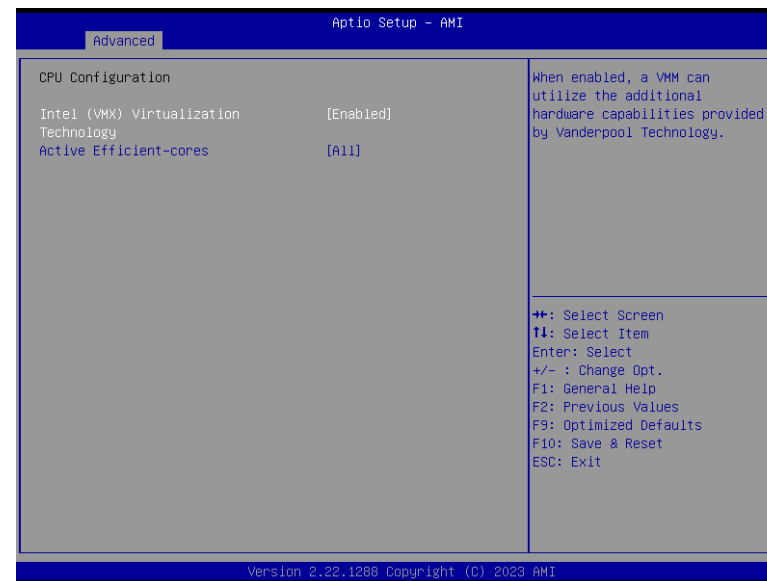 Aptio Setup - AMI
Advanced
CPU Configuration
Intel (VMX) Virtualization [Enabled]
Technology
Active Efficient-cores [All]
When enabled, a VMM can
utilize the additional
hardware capabilities provided
by Vanderpool Technology.
→←: Select Screen
↑↓: Select Item
Enter: Select
+/- : Change Opt.
F1: General Help
F2: Previous Values
F9: Optimized Defaults
F10: Save & Reset
ESC: Exit
Version 2.22.1288 Copyright (C) 2023 AMI